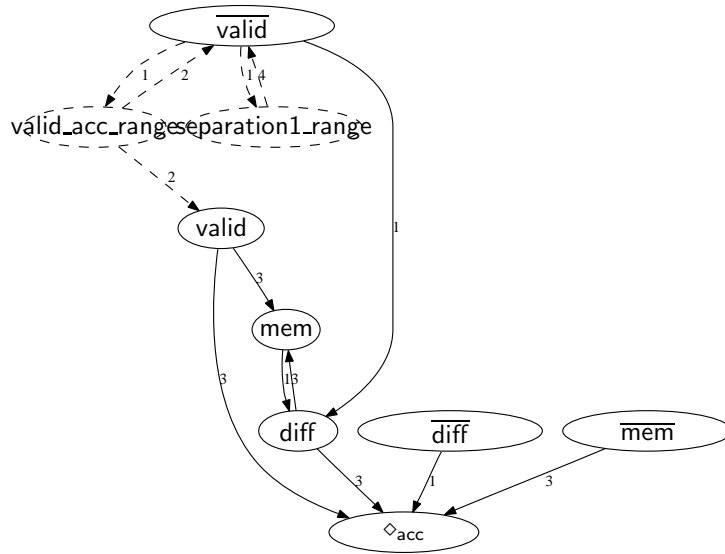 valid
1
2
1
4
valid_acc_range
separation1_range
2
valid
1
3
mem
3
1
3
diff
diff
mem
3
1
3
◇acc